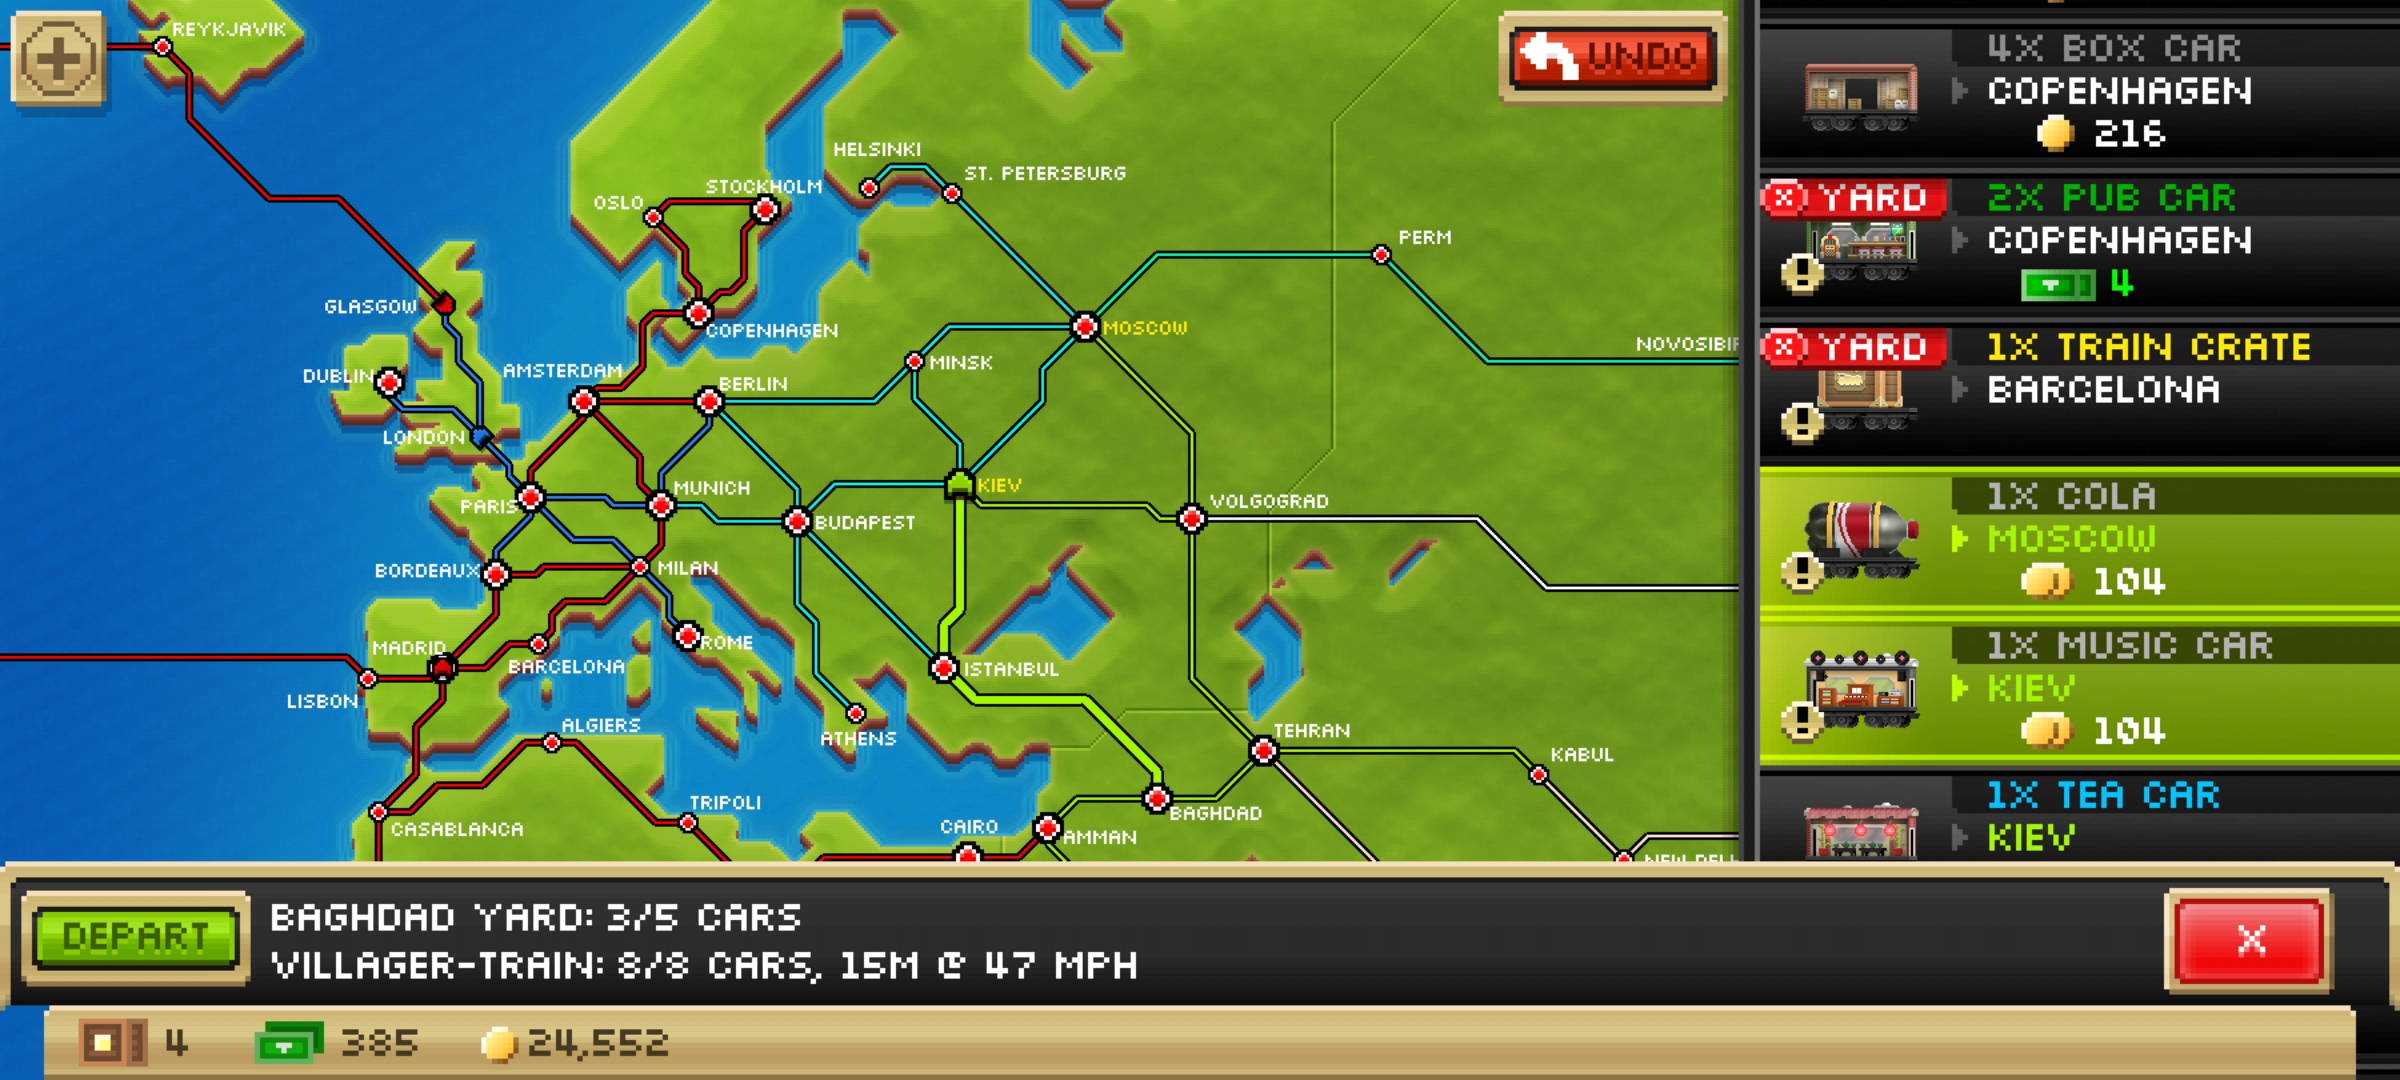 REYKJAVIK
UNDO
HELSINKI
ST. PETERSBURG
STOCKHOLM
OSLO
PERM
GLASGOW
COPENHAGEN
MOSCOW
NOVOSIBIR
MINSK
AMSTERDAM
DUBLIN
BERLIN
LONDON
KIEV
MUNICH
PARIS
VOLGOGRAD
BUDAPEST
BORDEAUX
MILAN
ROME
MADRID
BARCELONA
ISTANBUL
LISBON
ALGIERS
ATHENS
TEHRAN
KABUL
TRIPOLI
BAGHDAD
CASABLANCA
CAIRO
AMMAN
4X BOX CAR
COPENHAGEN
216
YARD
2X PUB CAR
COPENHAGEN
4
YARD
1X TRAIN CRATE
BARCELONA
1X COLA
MOSCOW
104
1X MUSIC CAR
KIEV
104
1X TEA CAR
KIEV
DEPART
BAGHDAD YARD: 3/5 CARS
VILLAGER-TRAIN: 8/8 CARS, 15M @ 47 MPH
X
4
385
24,552